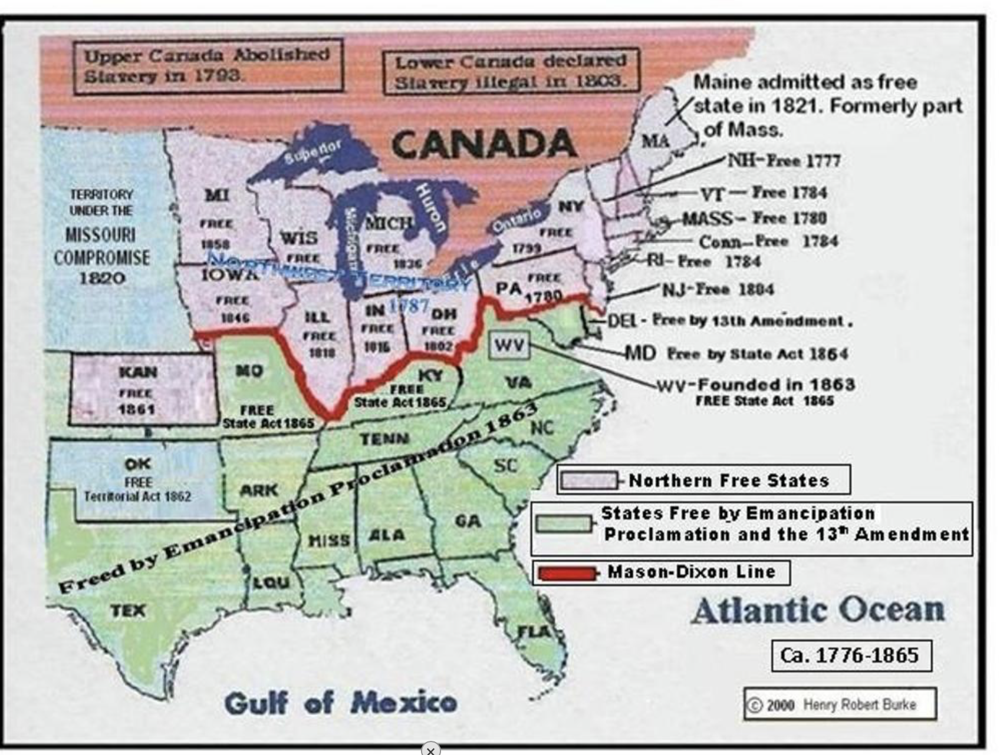 Upper Canada Abolished
Slavery in 1793.
Lower Canada declared
Slavery illegal in 1803.
Maine admitted as free
state in 1821. Formerly part
of Mass.
CANADA
Superior
Huron
Ontario
MA
NH-Free 1777
VT — Free 1784
MASS- Free 1780
Conn-Free 1784
RI- Free 1784
NJ-Free 1804
DEL - Free by 13th Amendment.
MD Free by State Act 1864
WV-Founded in 1863
FREE State Act 1865
TERRITORY
UNDER THE
MISSOURI
COMPROMISE
1820
MI
FREE
1858
WIS
FREE
MICH
FREE
1836
NY
FREE
1799
NORTHWEST TERRITORY
1787
IOWA
FREE
1846
ILL
FREE
1818
IN
FREE
1816
OH
FREE
1802
PA
FREE
1780
WV
VA
KAN
FREE
1861
MO
FREE
State Act 1865
KY
FREE
State Act 1865
TENN
NC
SC
OK
FREE
Territorial Act 1862
ARK
MISS
ALA
GA
LOU
TEX
FLA
Freed by Emancipation Proclamation 1863
Northern Free States
States Free by Emancipation
Proclamation and the 13th Amendment
Mason-Dixon Line
Atlantic Ocean
Gulf of Mexico
Ca. 1776-1865
© 2000 Henry Robert Burke